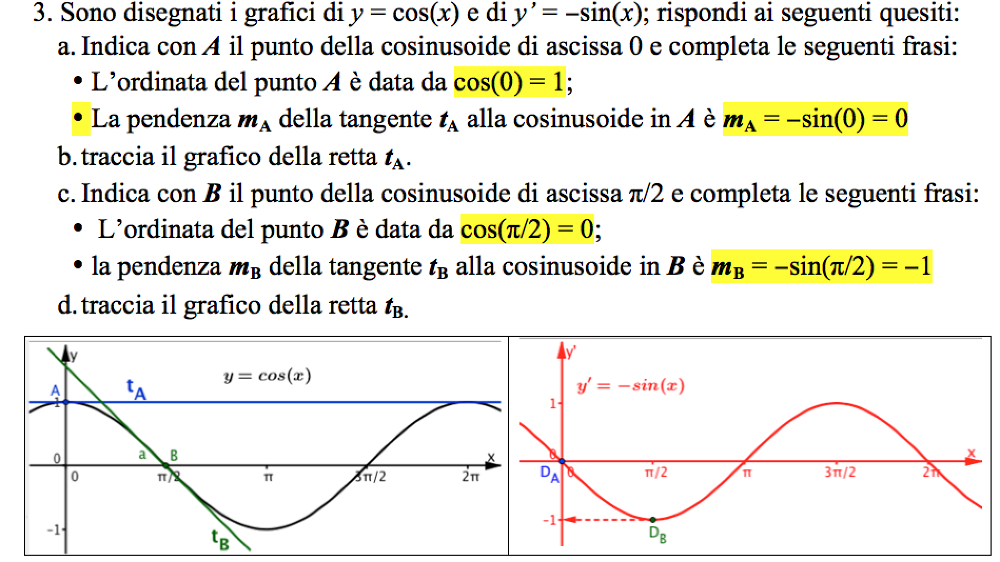 3. Sono disegnati i grafici di y = cos(x) e di y’ = –sin(x); rispondi ai seguenti quesiti:
a. Indica con A il punto della cosinusoide di ascissa 0 e completa le seguenti frasi:
• L’ordinata del punto A è data da cos(0) = 1;
• La pendenza mA della tangente tA alla cosinusoide in A è mA = –sin(0) = 0
b. traccia il grafico della retta tA.
c. Indica con B il punto della cosinusoide di ascissa π/2 e completa le seguenti frasi:
• L’ordinata del punto B è data da cos(π/2) = 0;
• la pendenza mB della tangente tB alla cosinusoide in B è mB = –sin(π/2) = –1
d. traccia il grafico della retta tB.
y
y = cos(x)
tA
A
1
a B
0
x
0 π/2 π 3π/2 2π
-1
tB
y'
y' = −sin(x)
1
0
x
DA 0 π/2 π 3π/2 2π
-1
DB